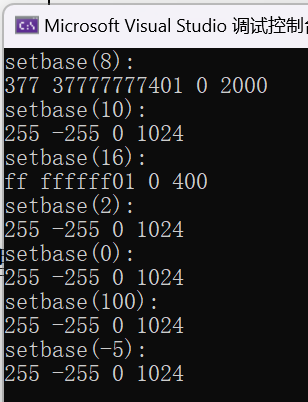 Microsoft Visual Studio 调试控制台
setbase(8):
377 37777777401 0 2000
setbase(10):
255 -255 0 1024
setbase(16):
ff ffffff01 0 400
setbase(2):
255 -255 0 1024
setbase(0):
255 -255 0 1024
setbase(100):
255 -255 0 1024
setbase(-5):
255 -255 0 1024